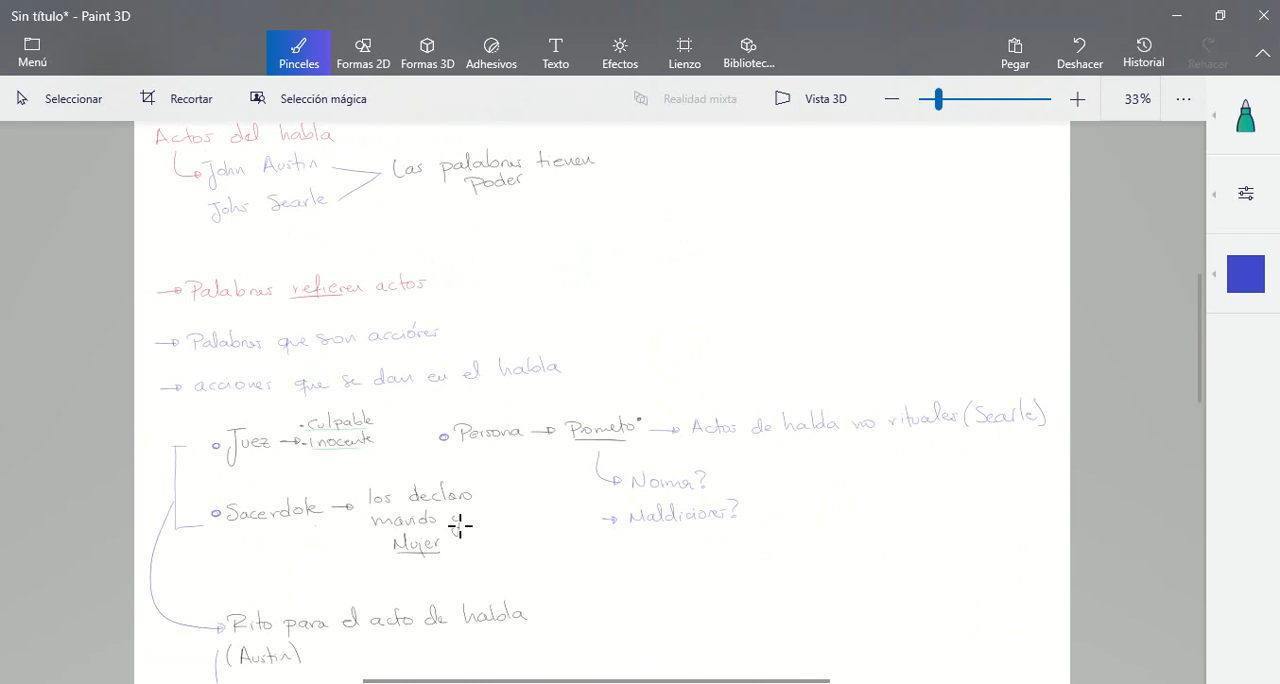 Sin título* - Paint 3D
Menú
Pinceles
Formas 2D
Formas 3D
Adhesivos
Texto
Efectos
Lienzo
Bibliotec...
Pegar
Deshacer
Historial
Rehacer
Seleccionar
Recortar
Selección mágica
Realidad mixta
Vista 3D
33%
Actos del habla
John Austin
John Searle
Las palabras tienen
poder
→ Palabras refieren actos
→ Palabras que son acciónes
→ acciones que se dan en el habla
• Juez → • culpable
• inocente
• Persona → Pometo → Actos de habla no rituales (Searle)
Norma?
→ Maldiciones?
• Sacerdote → los declaro
marido y
Mujer
Rito para el acto de habla
(Austin)